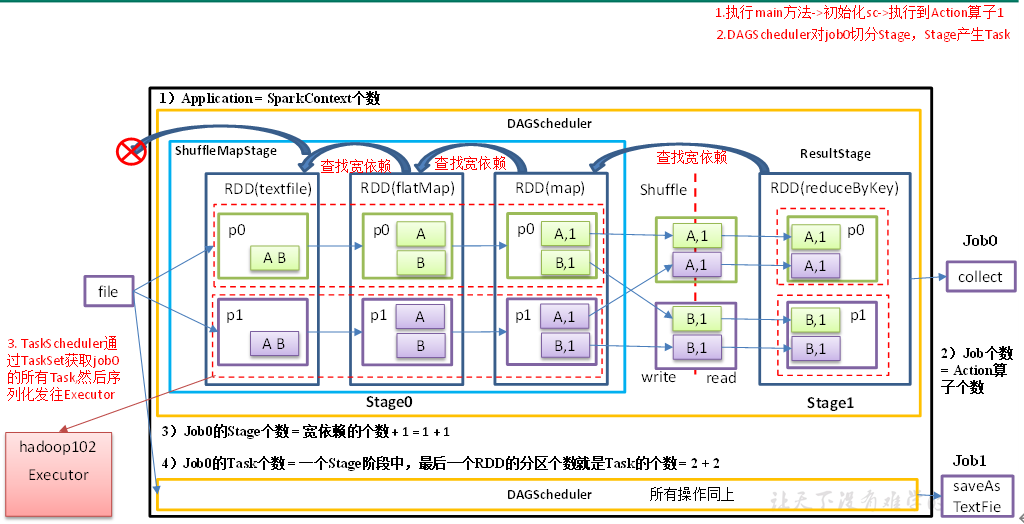 1.执行main方法->初始化sc->执行到Action算子1
2.DAGScheduler对job0切分Stage，Stage产生Task
1）Application = SparkContext个数
DAGScheduler
ShuffleMapStage
查找宽依赖
查找宽依赖
查找宽依赖
ResultStage
RDD(textfile)
RDD(flatMap)
RDD(map)
Shuffle
RDD(reduceByKey)
p0
A B
p0
A
B
p0
A,1
B,1
A,1
A,1
A,1
A,1
p0
Job0
collect
file
p1
A B
p1
A
B
p1
A,1
B,1
B,1
B,1
B,1
B,1
p1
write
read
3. TaskScheduler通
过TaskSet获取job0
的所有Task,然后序
列化发往Executor
2）Job个数
= Action算
子个数
Stage0
Stage1
hadoop102
Executor
3）Job0的Stage个数 = 宽依赖的个数 + 1 = 1 + 1
4）Job0的Task个数 = 一个Stage阶段中，最后一个RDD的分区个数就是Task的个数 = 2 + 2
Job1
DAGScheduler
所有操作同上
saveAs
TextFie
让天下没有难学